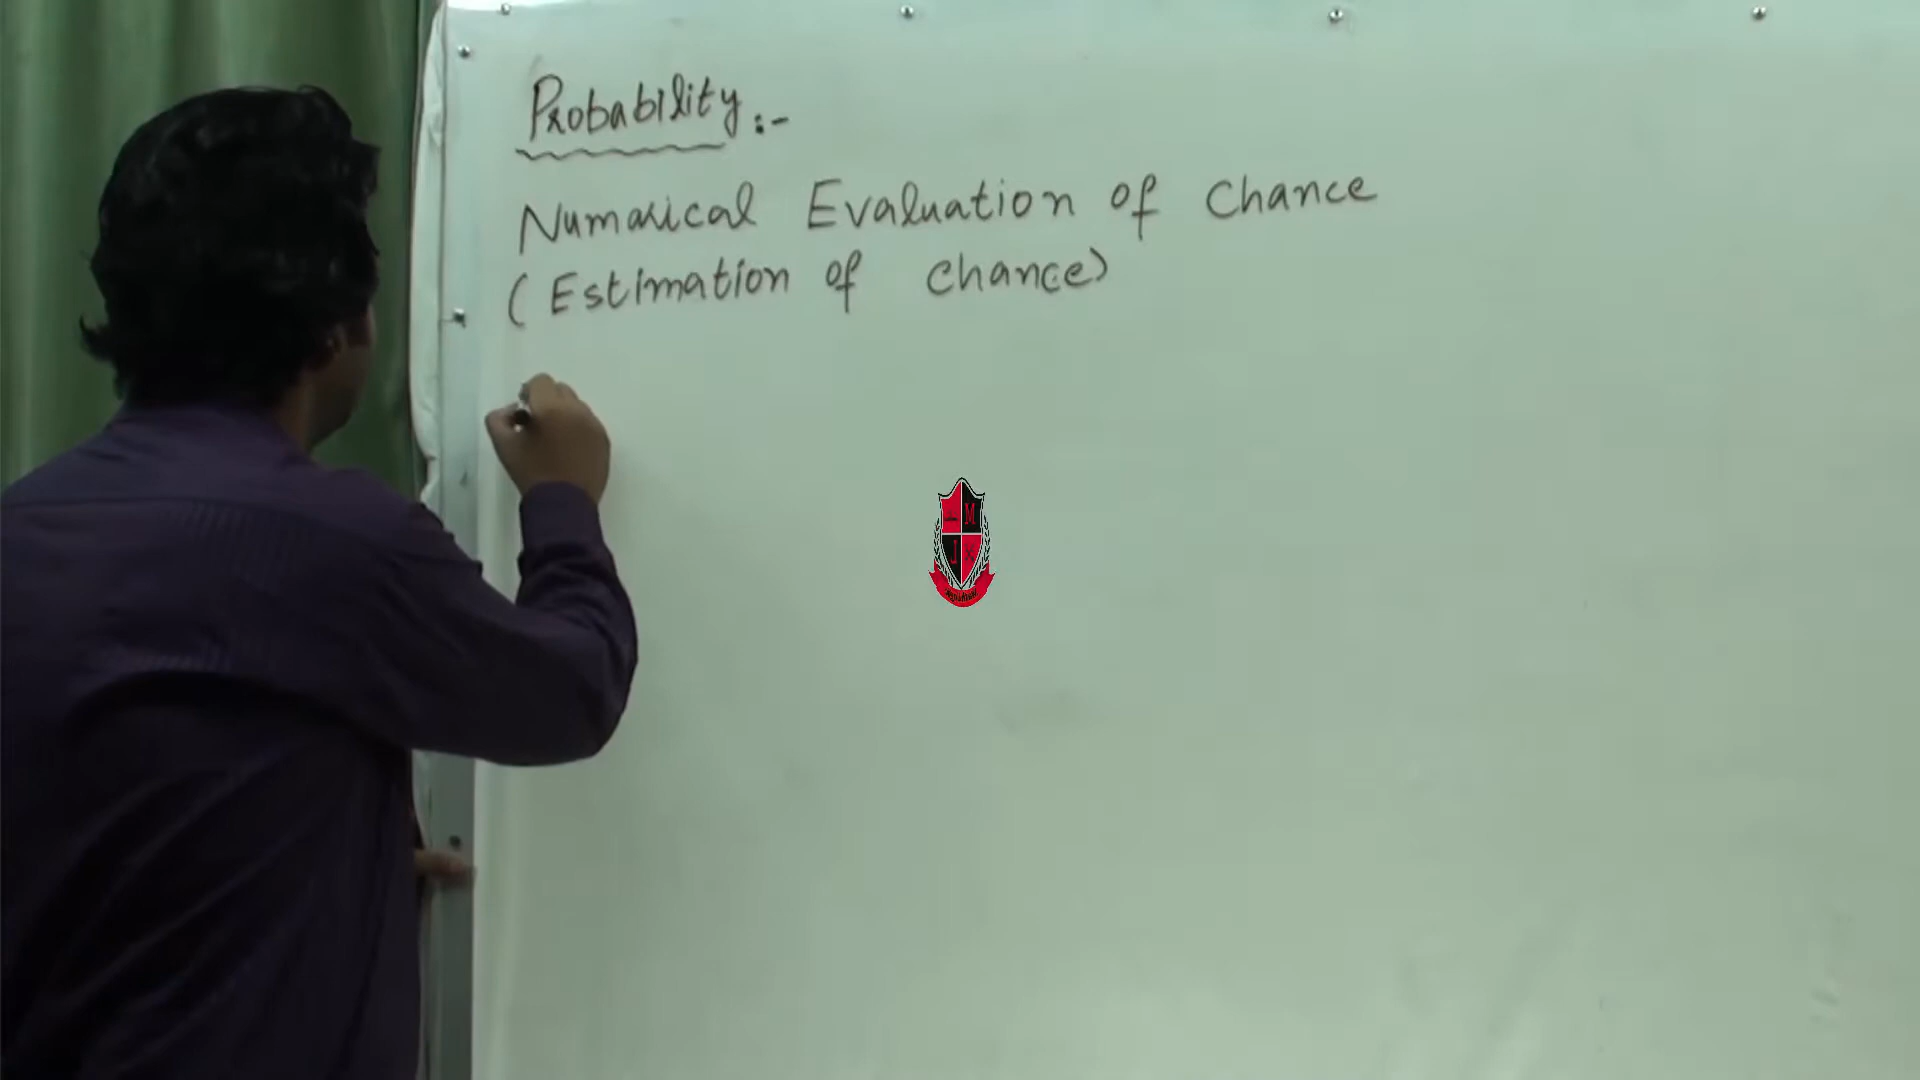 Probability :-
Numarical Evaluation of Chance
(Estimation of Chance)
M
J